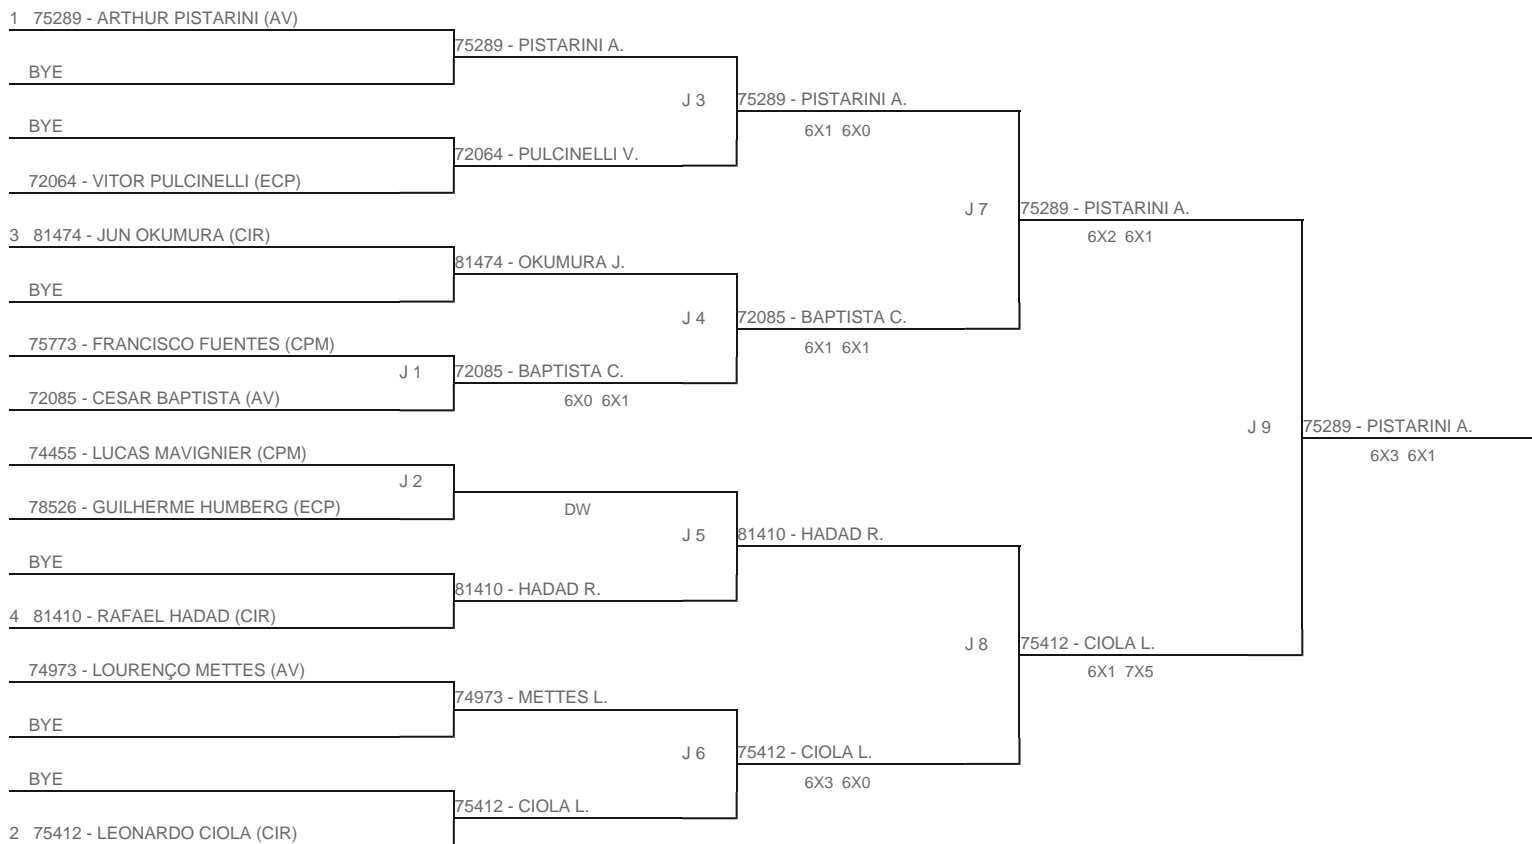 1 75289 - ARTHUR PISTARINI (AV)
75289 - PISTARINI A.
BYE
J 3
75289 - PISTARINI A.
BYE
6X1 6X0
72064 - PULCINELLI V.
72064 - VITOR PULCINELLI (ECP)
J 7
75289 - PISTARINI A.
3 81474 - JUN OKUMURA (CIR)
6X2 6X1
81474 - OKUMURA J.
BYE
J 4
72085 - BAPTISTA C.
75773 - FRANCISCO FUENTES (CPM)
6X1 6X1
J 1
72085 - BAPTISTA C.
72085 - CESAR BAPTISTA (AV)
6X0 6X1
J 9
75289 - PISTARINI A.
74455 - LUCAS MAVIGNIER (CPM)
6X3 6X1
J 2
78526 - GUILHERME HUMBERG (ECP)
DW
J 5
81410 - HADAD R.
BYE
81410 - HADAD R.
4 81410 - RAFAEL HADAD (CIR)
J 8
75412 - CIOLA L.
74973 - LOURENÇO METTES (AV)
6X1 7X5
74973 - METTES L.
BYE
J 6
75412 - CIOLA L.
BYE
6X3 6X0
75412 - CIOLA L.
2 75412 - LEONARDO CIOLA (CIR)